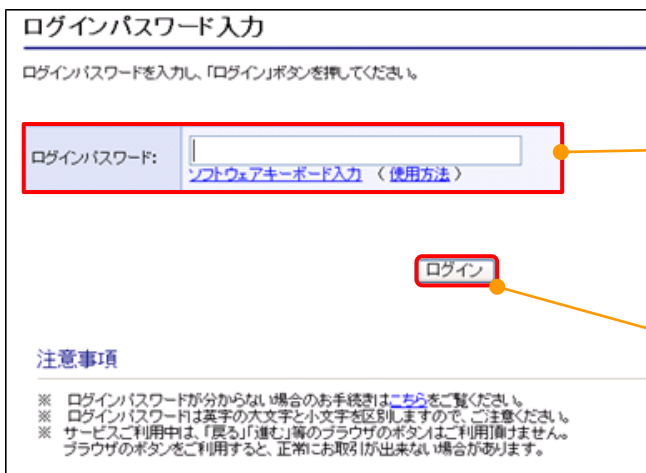 ログインパスワード入力
ログインパスワードを入力し、「ログイン」ボタンを押してください。
ログインパスワード:
ソフトウェアキーボード入力 （使用方法）
ログイン
注意事項
※ ログインパスワードが分からない場合のお手続きはこちらをご覧ください。
※ ログインパスワードは英字の大文字と小文字を区別しますので、ご注意ください。
※ サービスご利用中は、「戻る」「進む」等のブラウザのボタンはご利用頂けません。
ブラウザのボタンをご利用すると、正常にお取引が出来ない場合があります。